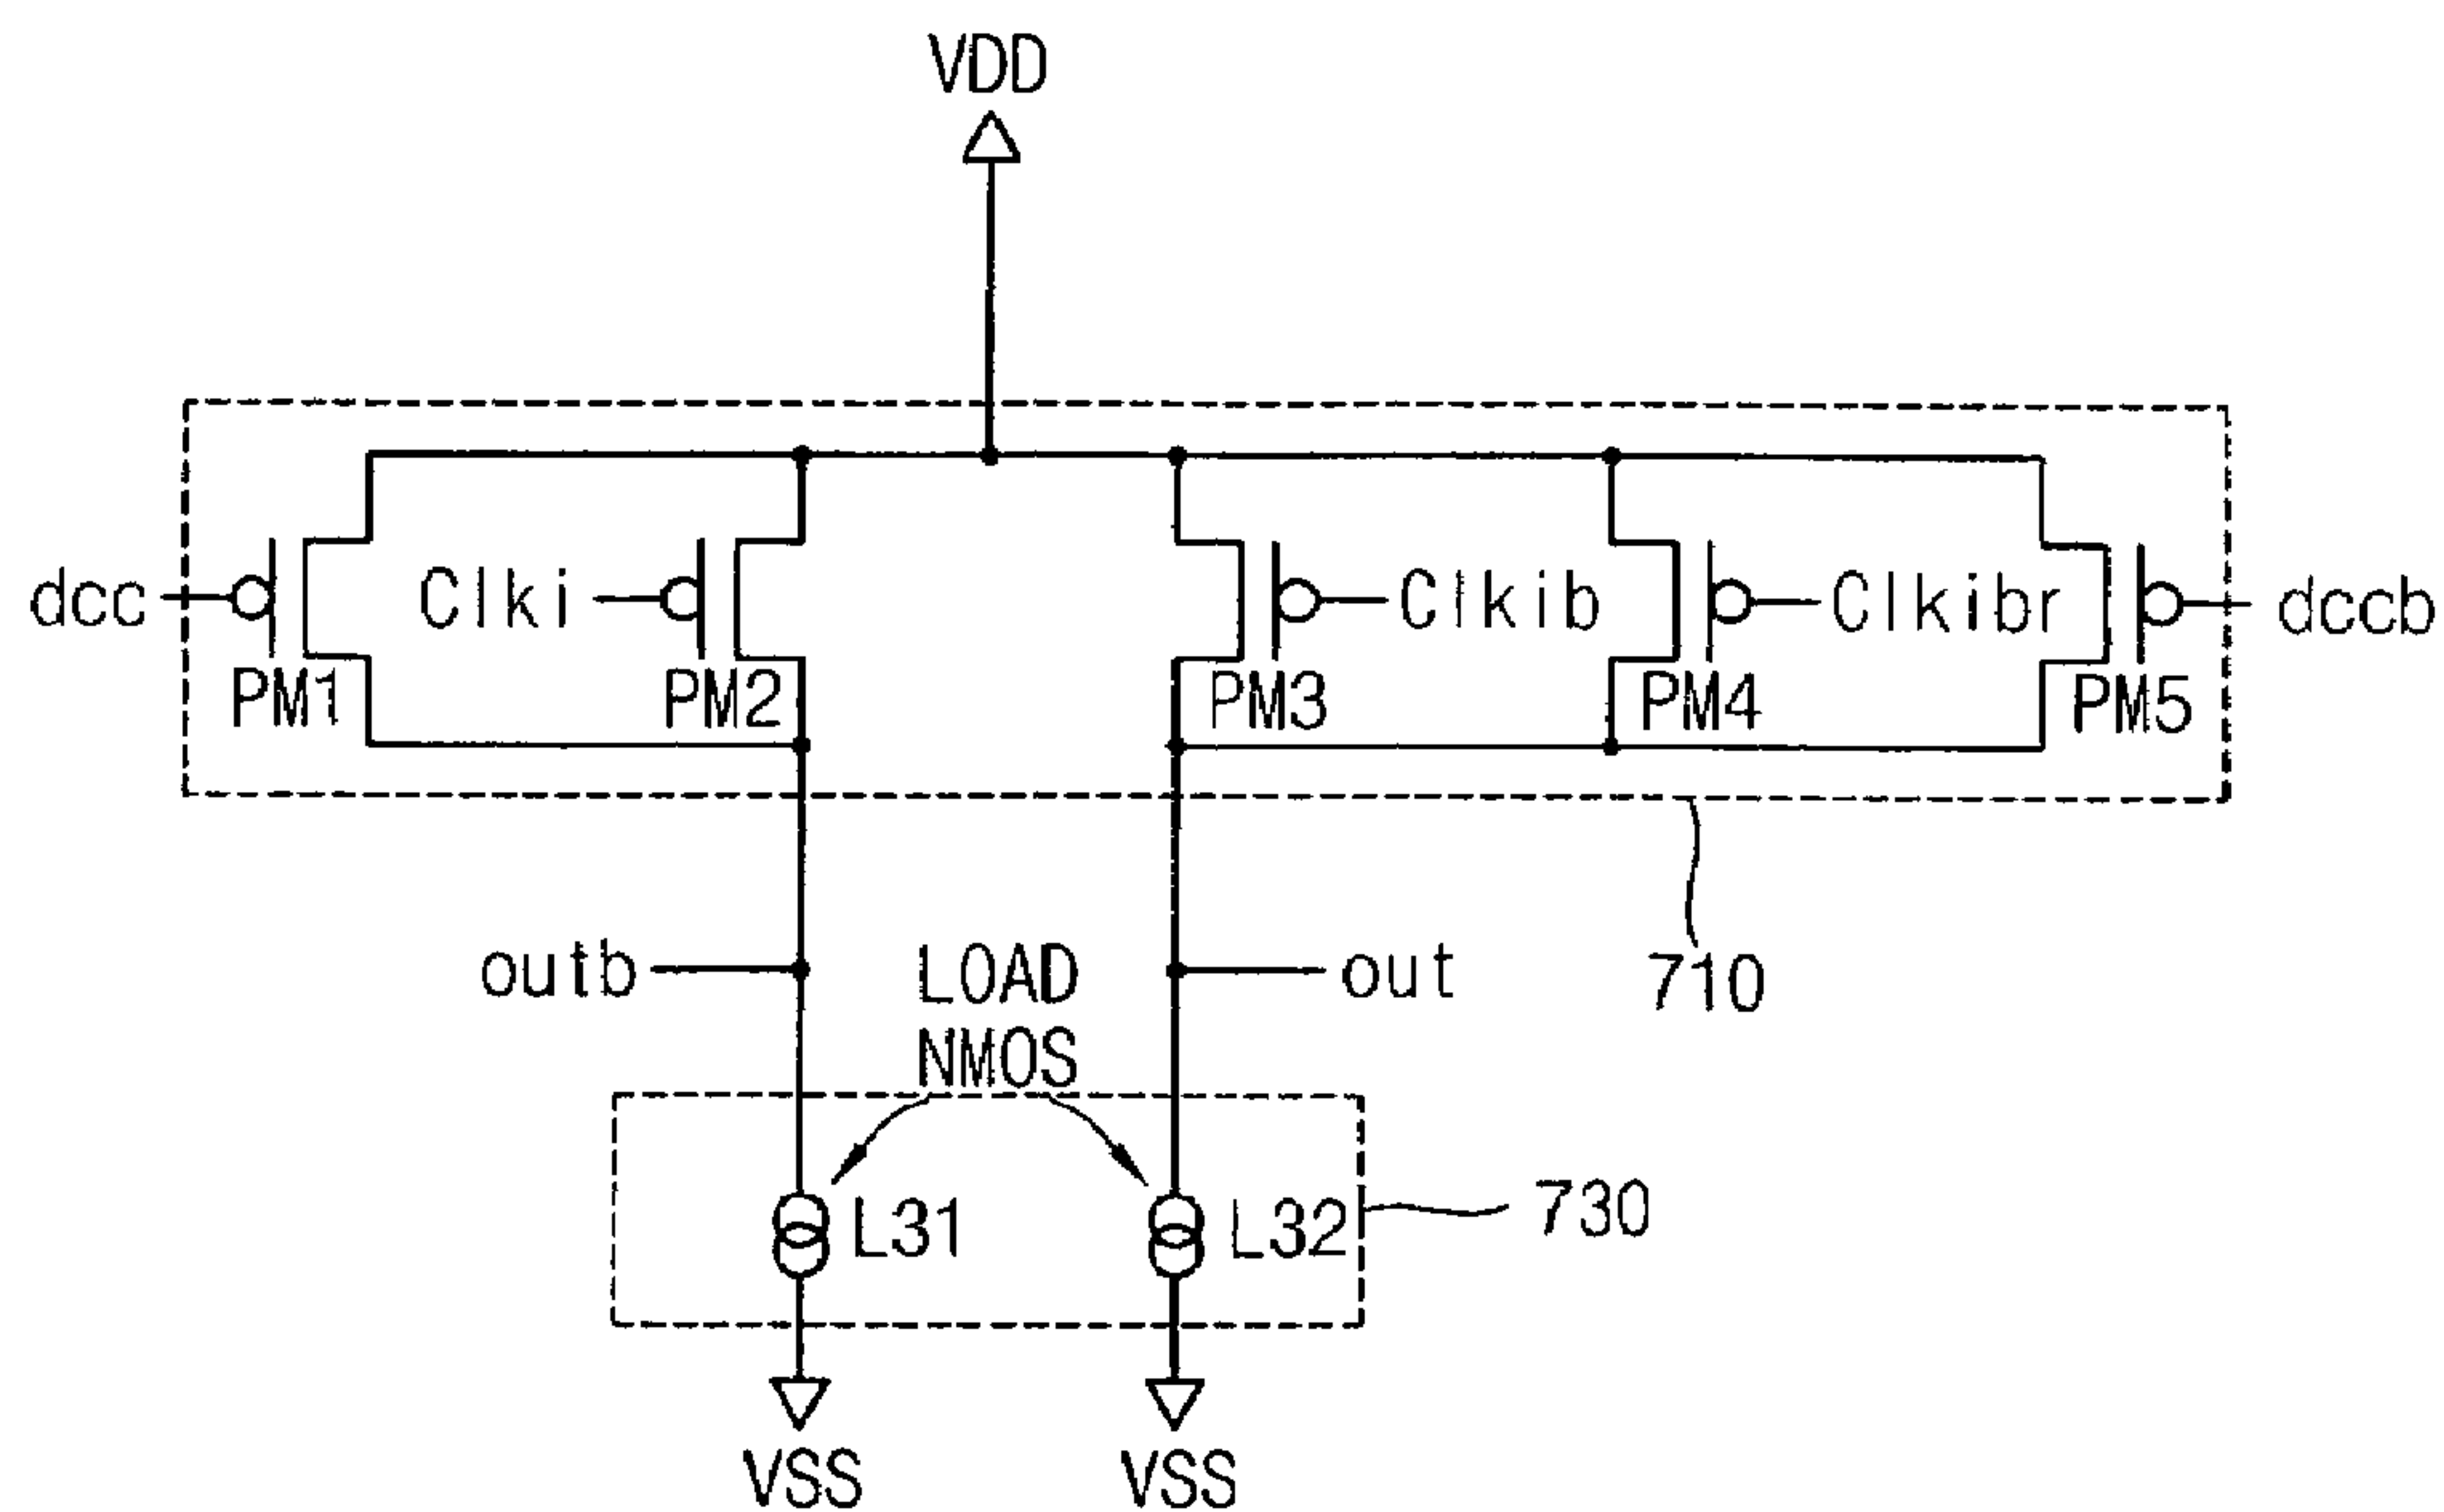 VDD
dcc
Clki
Clkib
Clkibr
dccb
PM1
PM2
PM3
PM4
PM5
outb
LOAD
NMOS
out
710
L31
L32
730
VSS
VSS